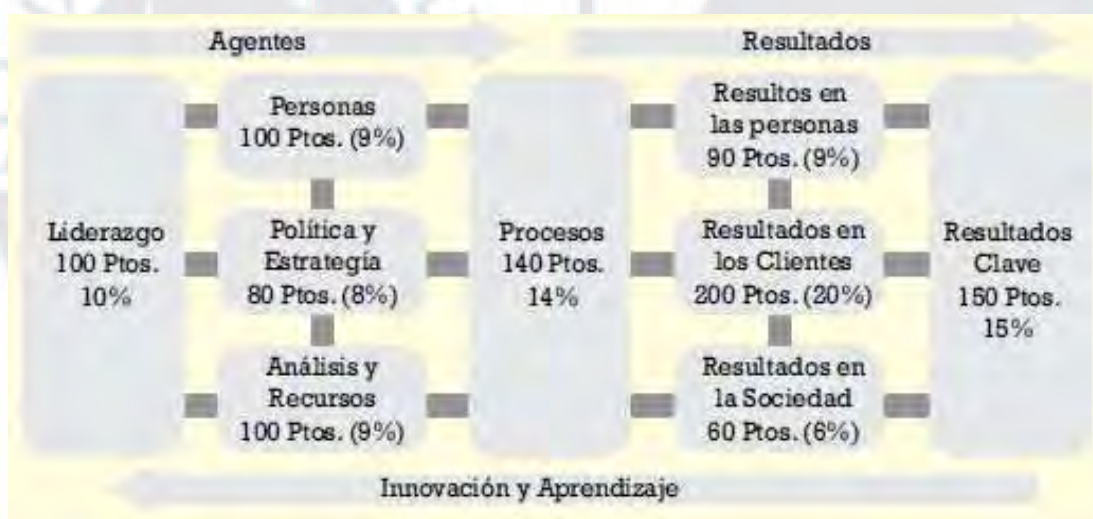 Agentes
Resultados
Liderazgo
100 Ptos.
10%
Personas
100 Ptos. (9%)
Política y
Estrategía
80 Ptos. (8%)
Análisis y
Recursos
100 Ptos. (9%)
Procesos
140 Ptos.
14%
Resultos en
las personas
90 Ptos. (9%)
Resultados en
los Clientes
200 Ptos. (20%)
Resultados en
la Sociedad
60 Ptos. (6%)
Resultados
Clave
150 Ptos.
15%
Innovación y Aprendizaje